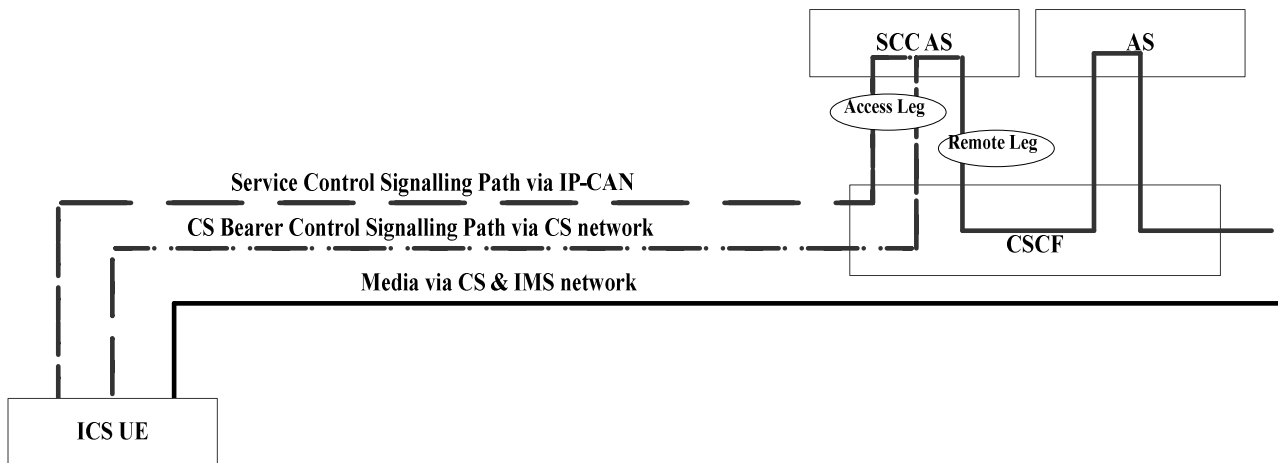 SCC AS
AS
Access Leg
Remote Leg
Service Control Signalling Path via IP-CAN
CS Bearer Control Signalling Path via CS network
CSCF
Media via CS & IMS network
ICS UE